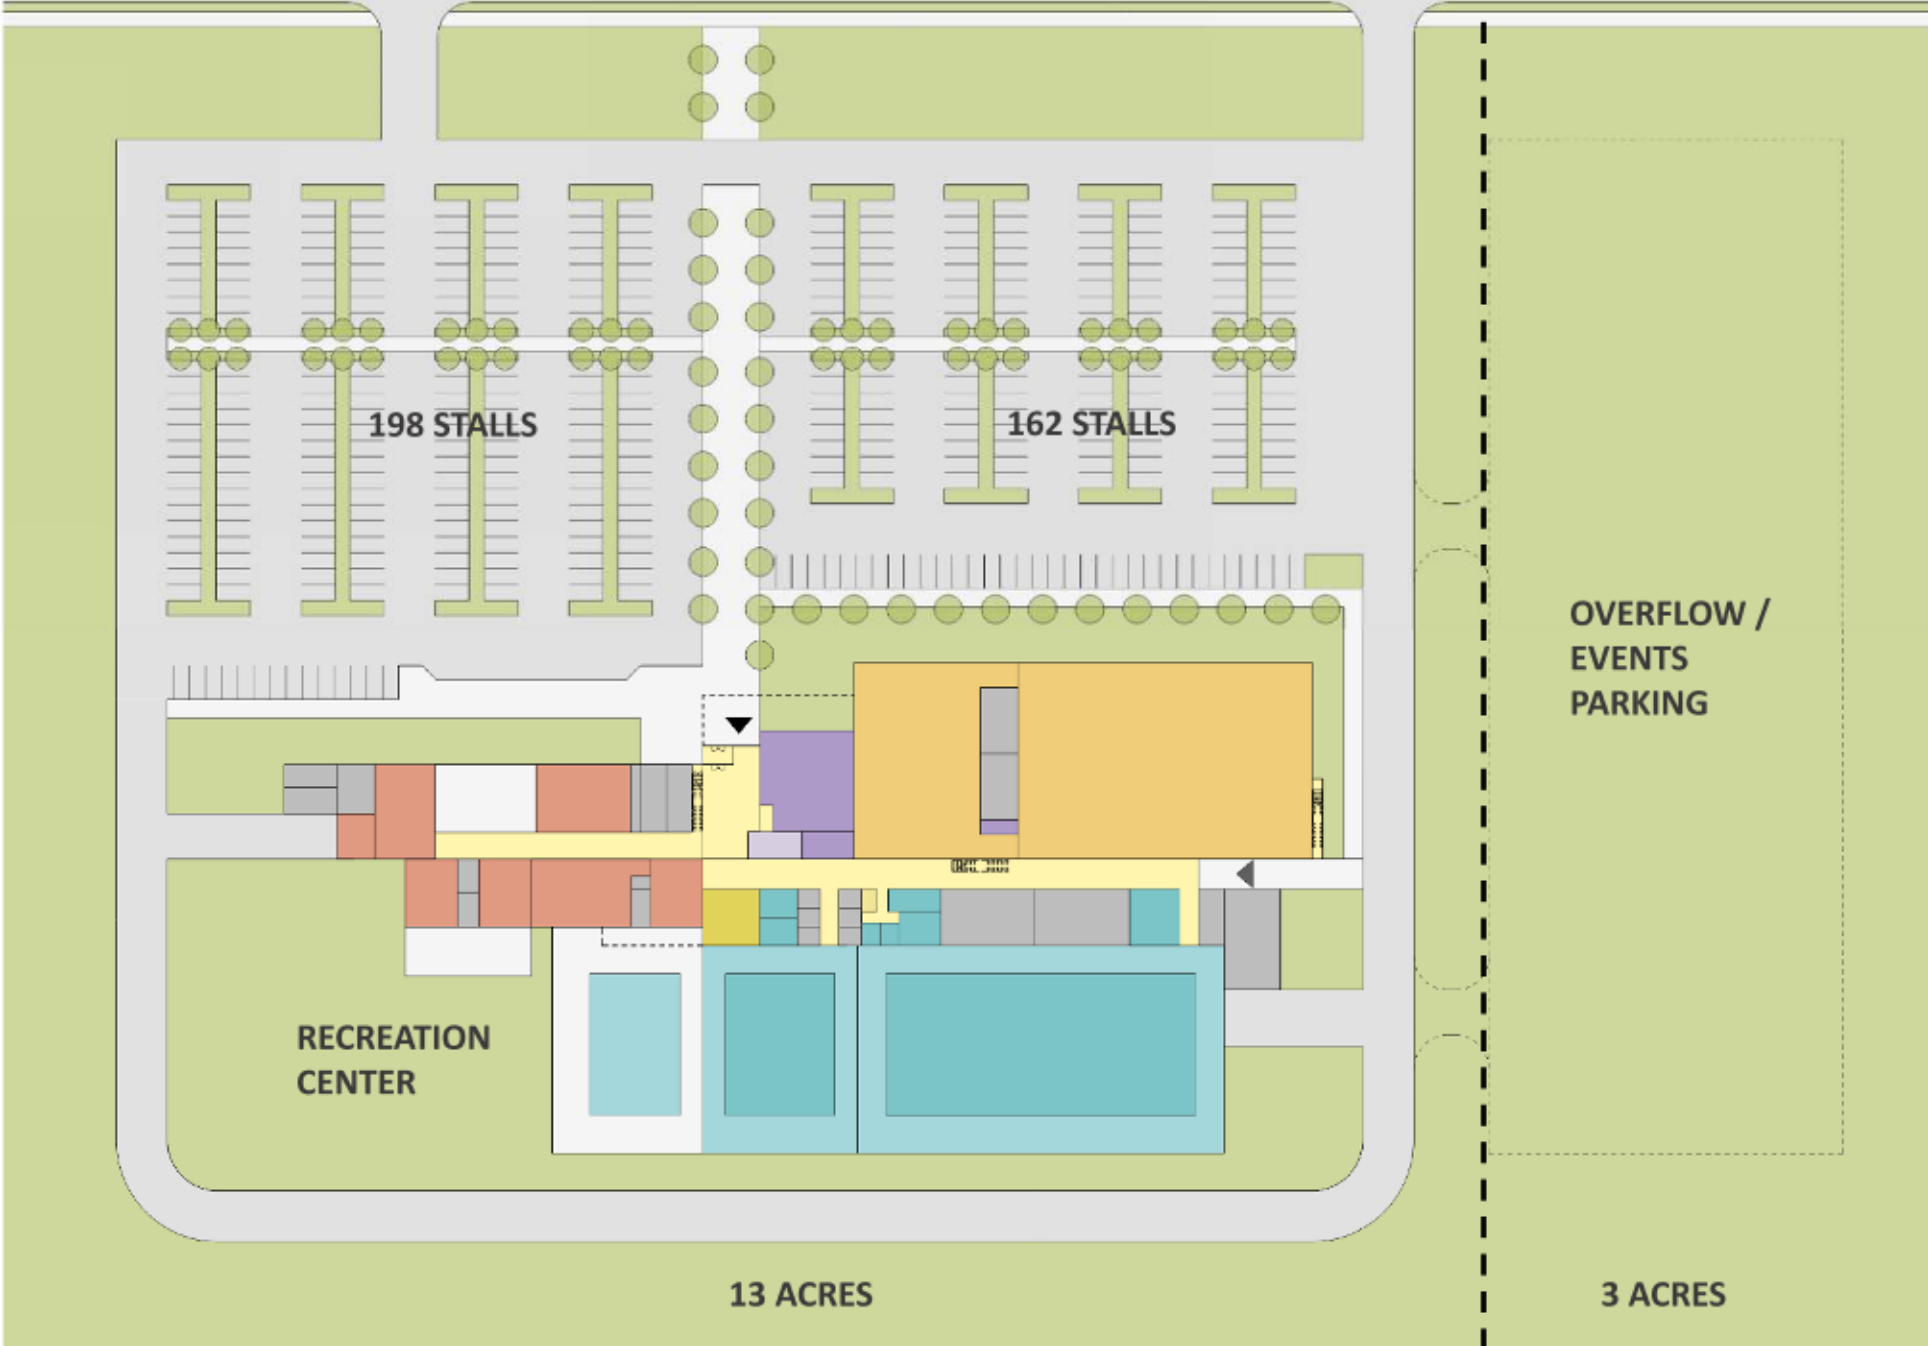 198 STALLS
162 STALLS
OVERFLOW /
EVENTS
PARKING
RECREATION
CENTER
13 ACRES
3 ACRES